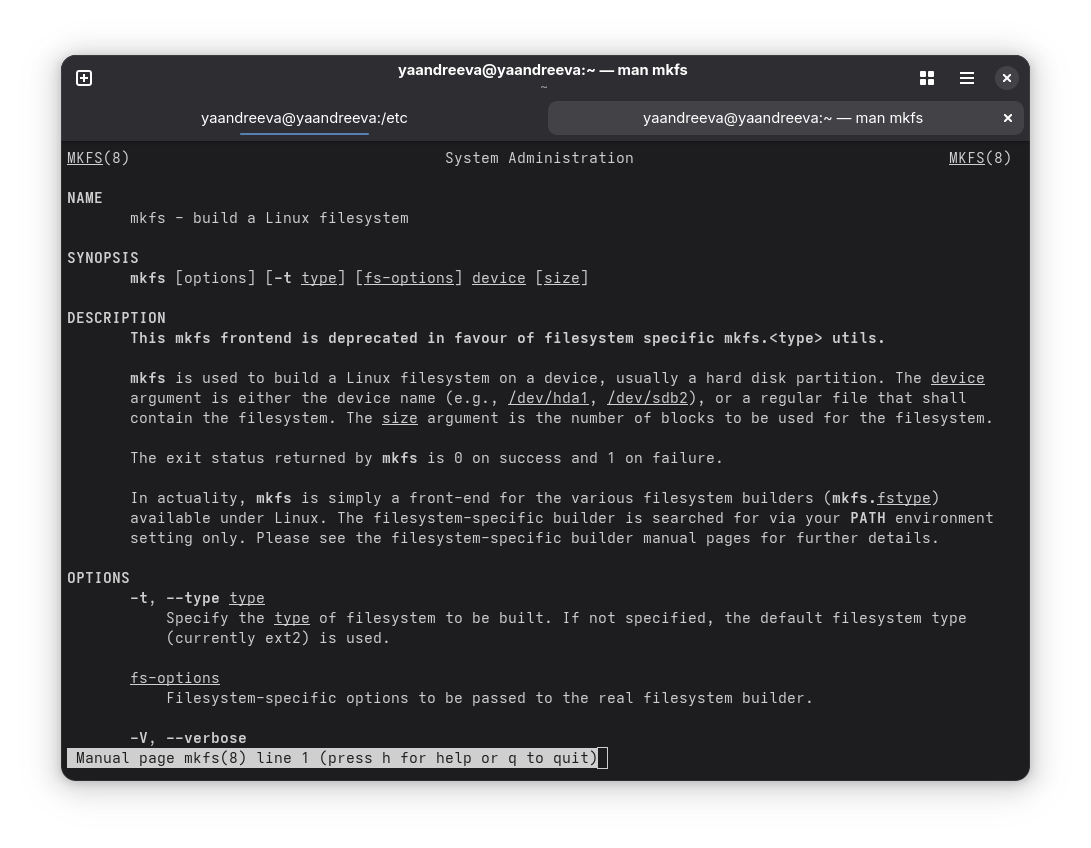 yaandreeva@yaandreeva:~ — man mkfs
~
yaandreeva@yaandreeva:/etc
yaandreeva@yaandreeva:~ — man mkfs
MKFS(8) System Administration MKFS(8)
NAME
mkfs - build a Linux filesystem
SYNOPSIS
mkfs [options] [-t type] [fs-options] device [size]
DESCRIPTION
This mkfs frontend is deprecated in favour of filesystem specific mkfs.<type> utils.
mkfs is used to build a Linux filesystem on a device, usually a hard disk partition. The device
argument is either the device name (e.g., /dev/hda1, /dev/sdb2), or a regular file that shall
contain the filesystem. The size argument is the number of blocks to be used for the filesystem.
The exit status returned by mkfs is 0 on success and 1 on failure.
In actuality, mkfs is simply a front-end for the various filesystem builders (mkfs.fstype)
available under Linux. The filesystem-specific builder is searched for via your PATH environment
setting only. Please see the filesystem-specific builder manual pages for further details.
OPTIONS
-t, --type type
Specify the type of filesystem to be built. If not specified, the default filesystem type
(currently ext2) is used.
fs-options
Filesystem-specific options to be passed to the real filesystem builder.
-V, --verbose
Manual page mkfs(8) line 1 (press h for help or q to quit)